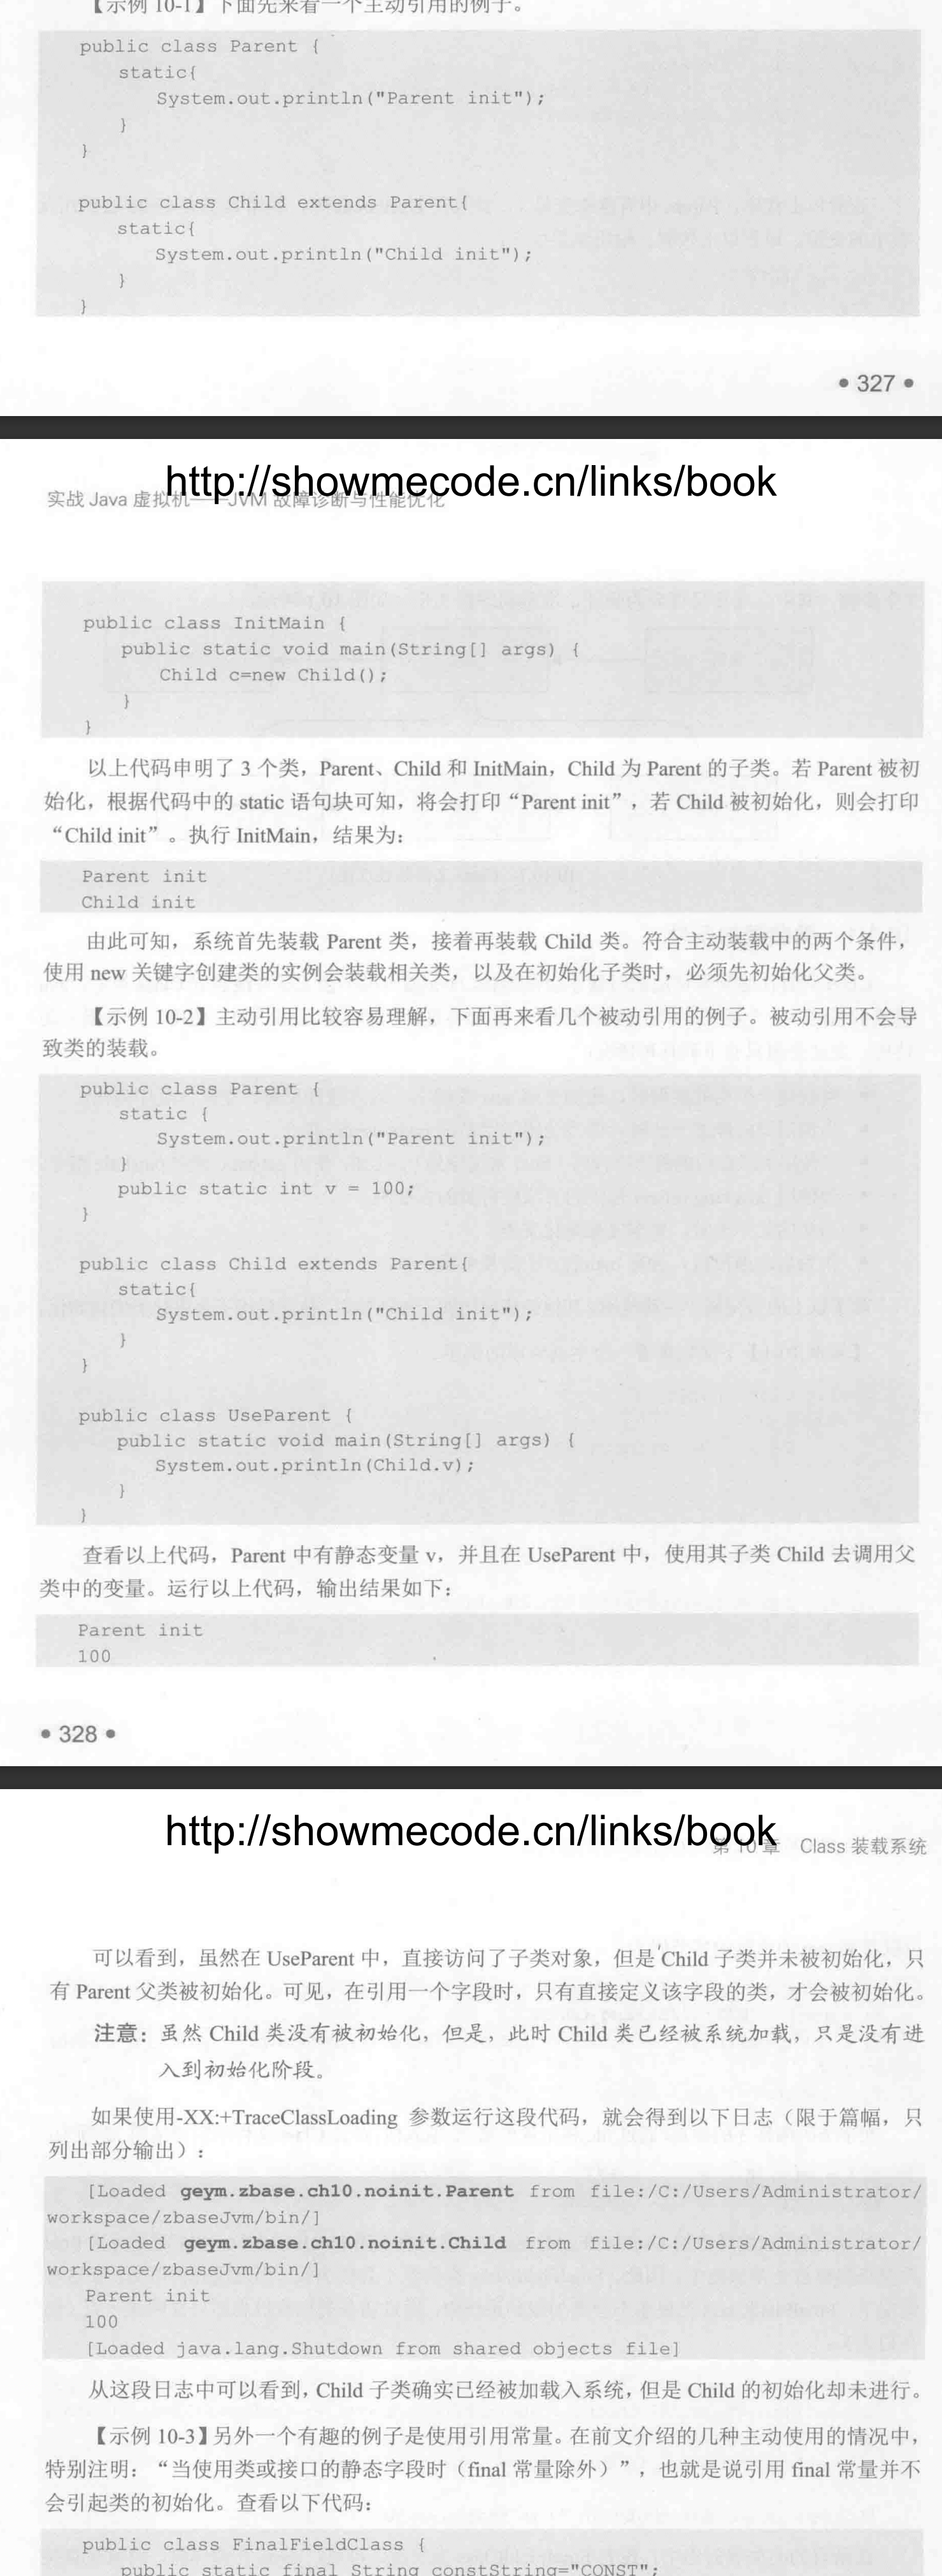 【示例 10-1】下面先来看一个主动引用的例子。
public class Parent {
static{
System.out.println("Parent init");
}
}
public class Child extends Parent{
static{
System.out.println("Child init");
}
}
• 327 •
http://showmecode.cn/links/book
实战 Java 虚拟机——JVM 故障诊断与性能优化
public class InitMain {
public static void main(String[] args) {
Child c=new Child();
}
}
以上代码申明了 3 个类，Parent、Child 和 InitMain，Child 为 Parent 的子类。若 Parent 被初
始化，根据代码中的 static 语句块可知，将会打印“Parent init”，若 Child 被初始化，则会打印
“Child init”。执行 InitMain，结果为：
Parent init
Child init
由此可知，系统首先装载 Parent 类，接着再装载 Child 类。符合主动装载中的两个条件，
使用 new 关键字创建类的实例会装载相关类，以及在初始化子类时，必须先初始化父类。
【示例 10-2】主动引用比较容易理解，下面再来看几个被动引用的例子。被动引用不会导
致类的装载。
public class Parent {
static {
System.out.println("Parent init");
}
public static int v = 100;
}
public class Child extends Parent{
static{
System.out.println("Child init");
}
}
public class UseParent {
public static void main(String[] args) {
System.out.println(Child.v);
}
}
查看以上代码，Parent 中有静态变量 v，并且在 UseParent 中，使用其子类 Child 去调用父
类中的变量。运行以上代码，输出结果如下：
Parent init
100
• 328 •
http://showmecode.cn/links/book
第 10 章 Class 装载系统
可以看到，虽然在 UseParent 中，直接访问了子类对象，但是 Child 子类并未被初始化，只
有 Parent 父类被初始化。可见，在引用一个字段时，只有直接定义该字段的类，才会被初始化。
注意：虽然 Child 类没有被初始化，但是，此时 Child 类已经被系统加载，只是没有进
入到初始化阶段。
如果使用-XX:+TraceClassLoading 参数运行这段代码，就会得到以下日志（限于篇幅，只
列出部分输出）：
[Loaded geym.zbase.ch10.noinit.Parent from file:/C:/Users/Administrator/
workspace/zbaseJvm/bin/]
[Loaded geym.zbase.ch10.noinit.Child from file:/C:/Users/Administrator/
workspace/zbaseJvm/bin/]
Parent init
100
[Loaded java.lang.Shutdown from shared objects file]
从这段日志中可以看到，Child 子类确实已经被加载入系统，但是 Child 的初始化却未进行。
【示例 10-3】另外一个有趣的例子是使用引用常量。在前文介绍的几种主动使用的情况中，
特别注明：“当使用类或接口的静态字段时（final 常量除外）”，也就是说引用 final 常量并不
会引起类的初始化。查看以下代码：
public class FinalFieldClass {
public static final String constString="CONST";